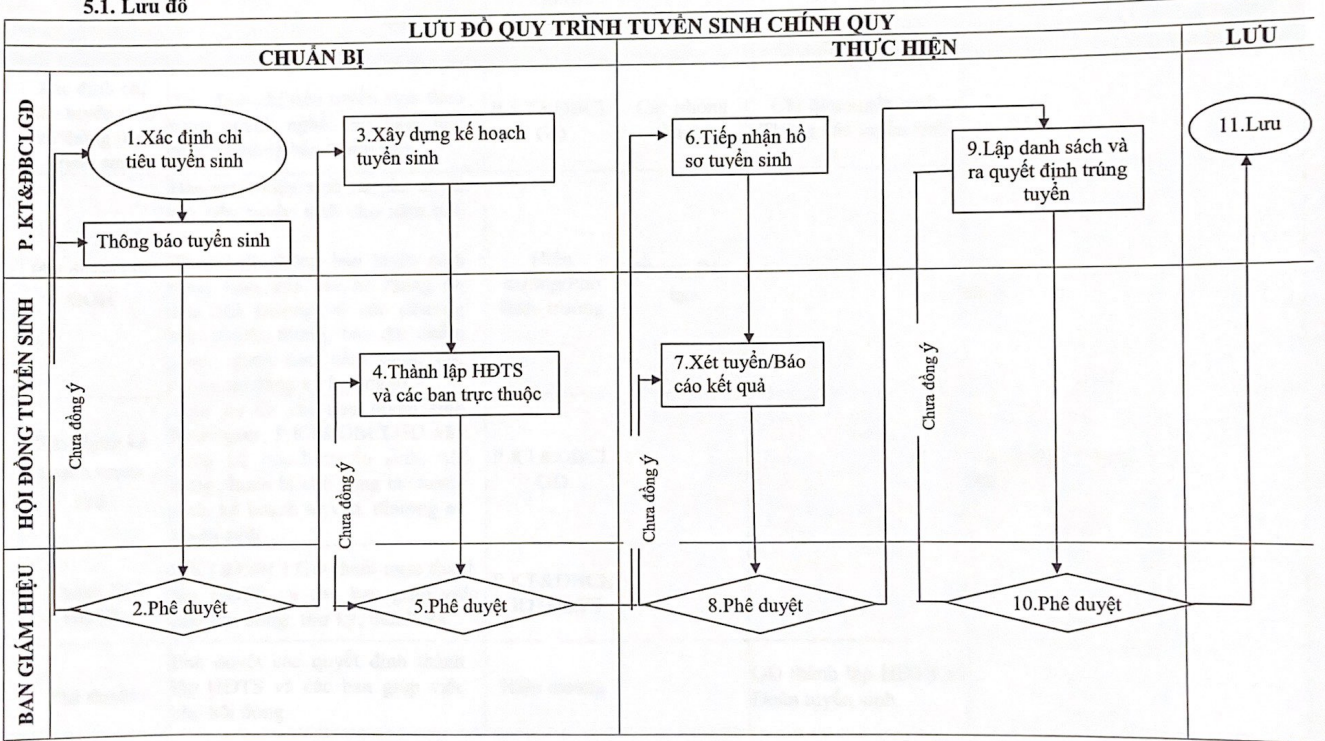 5.1. Lưu đồ
LƯU ĐỒ QUY TRÌNH TUYỂN SINH CHÍNH QUY
CHUẨN BỊ
THỰC HIỆN
LƯU
P. KT&ĐBCLGD
1.Xác định chỉ
tiêu tuyển sinh
Thông báo tuyển sinh
3.Xây dựng kế hoạch
tuyển sinh
6.Tiếp nhận hồ
sơ tuyển sinh
9.Lập danh sách và
ra quyết định trúng
tuyển
11.Lưu
HỘI ĐỒNG TUYỂN SINH
Chưa đồng ý
4.Thành lập HĐTS
và các ban trực thuộc
Chưa đồng ý
7.Xét tuyển/Báo
cáo kết quả
Chưa đồng ý
Chưa đồng ý
BAN GIÁM HIỆU
2.Phê duyệt
5.Phê duyệt
8.Phê duyệt
10.Phê duyệt